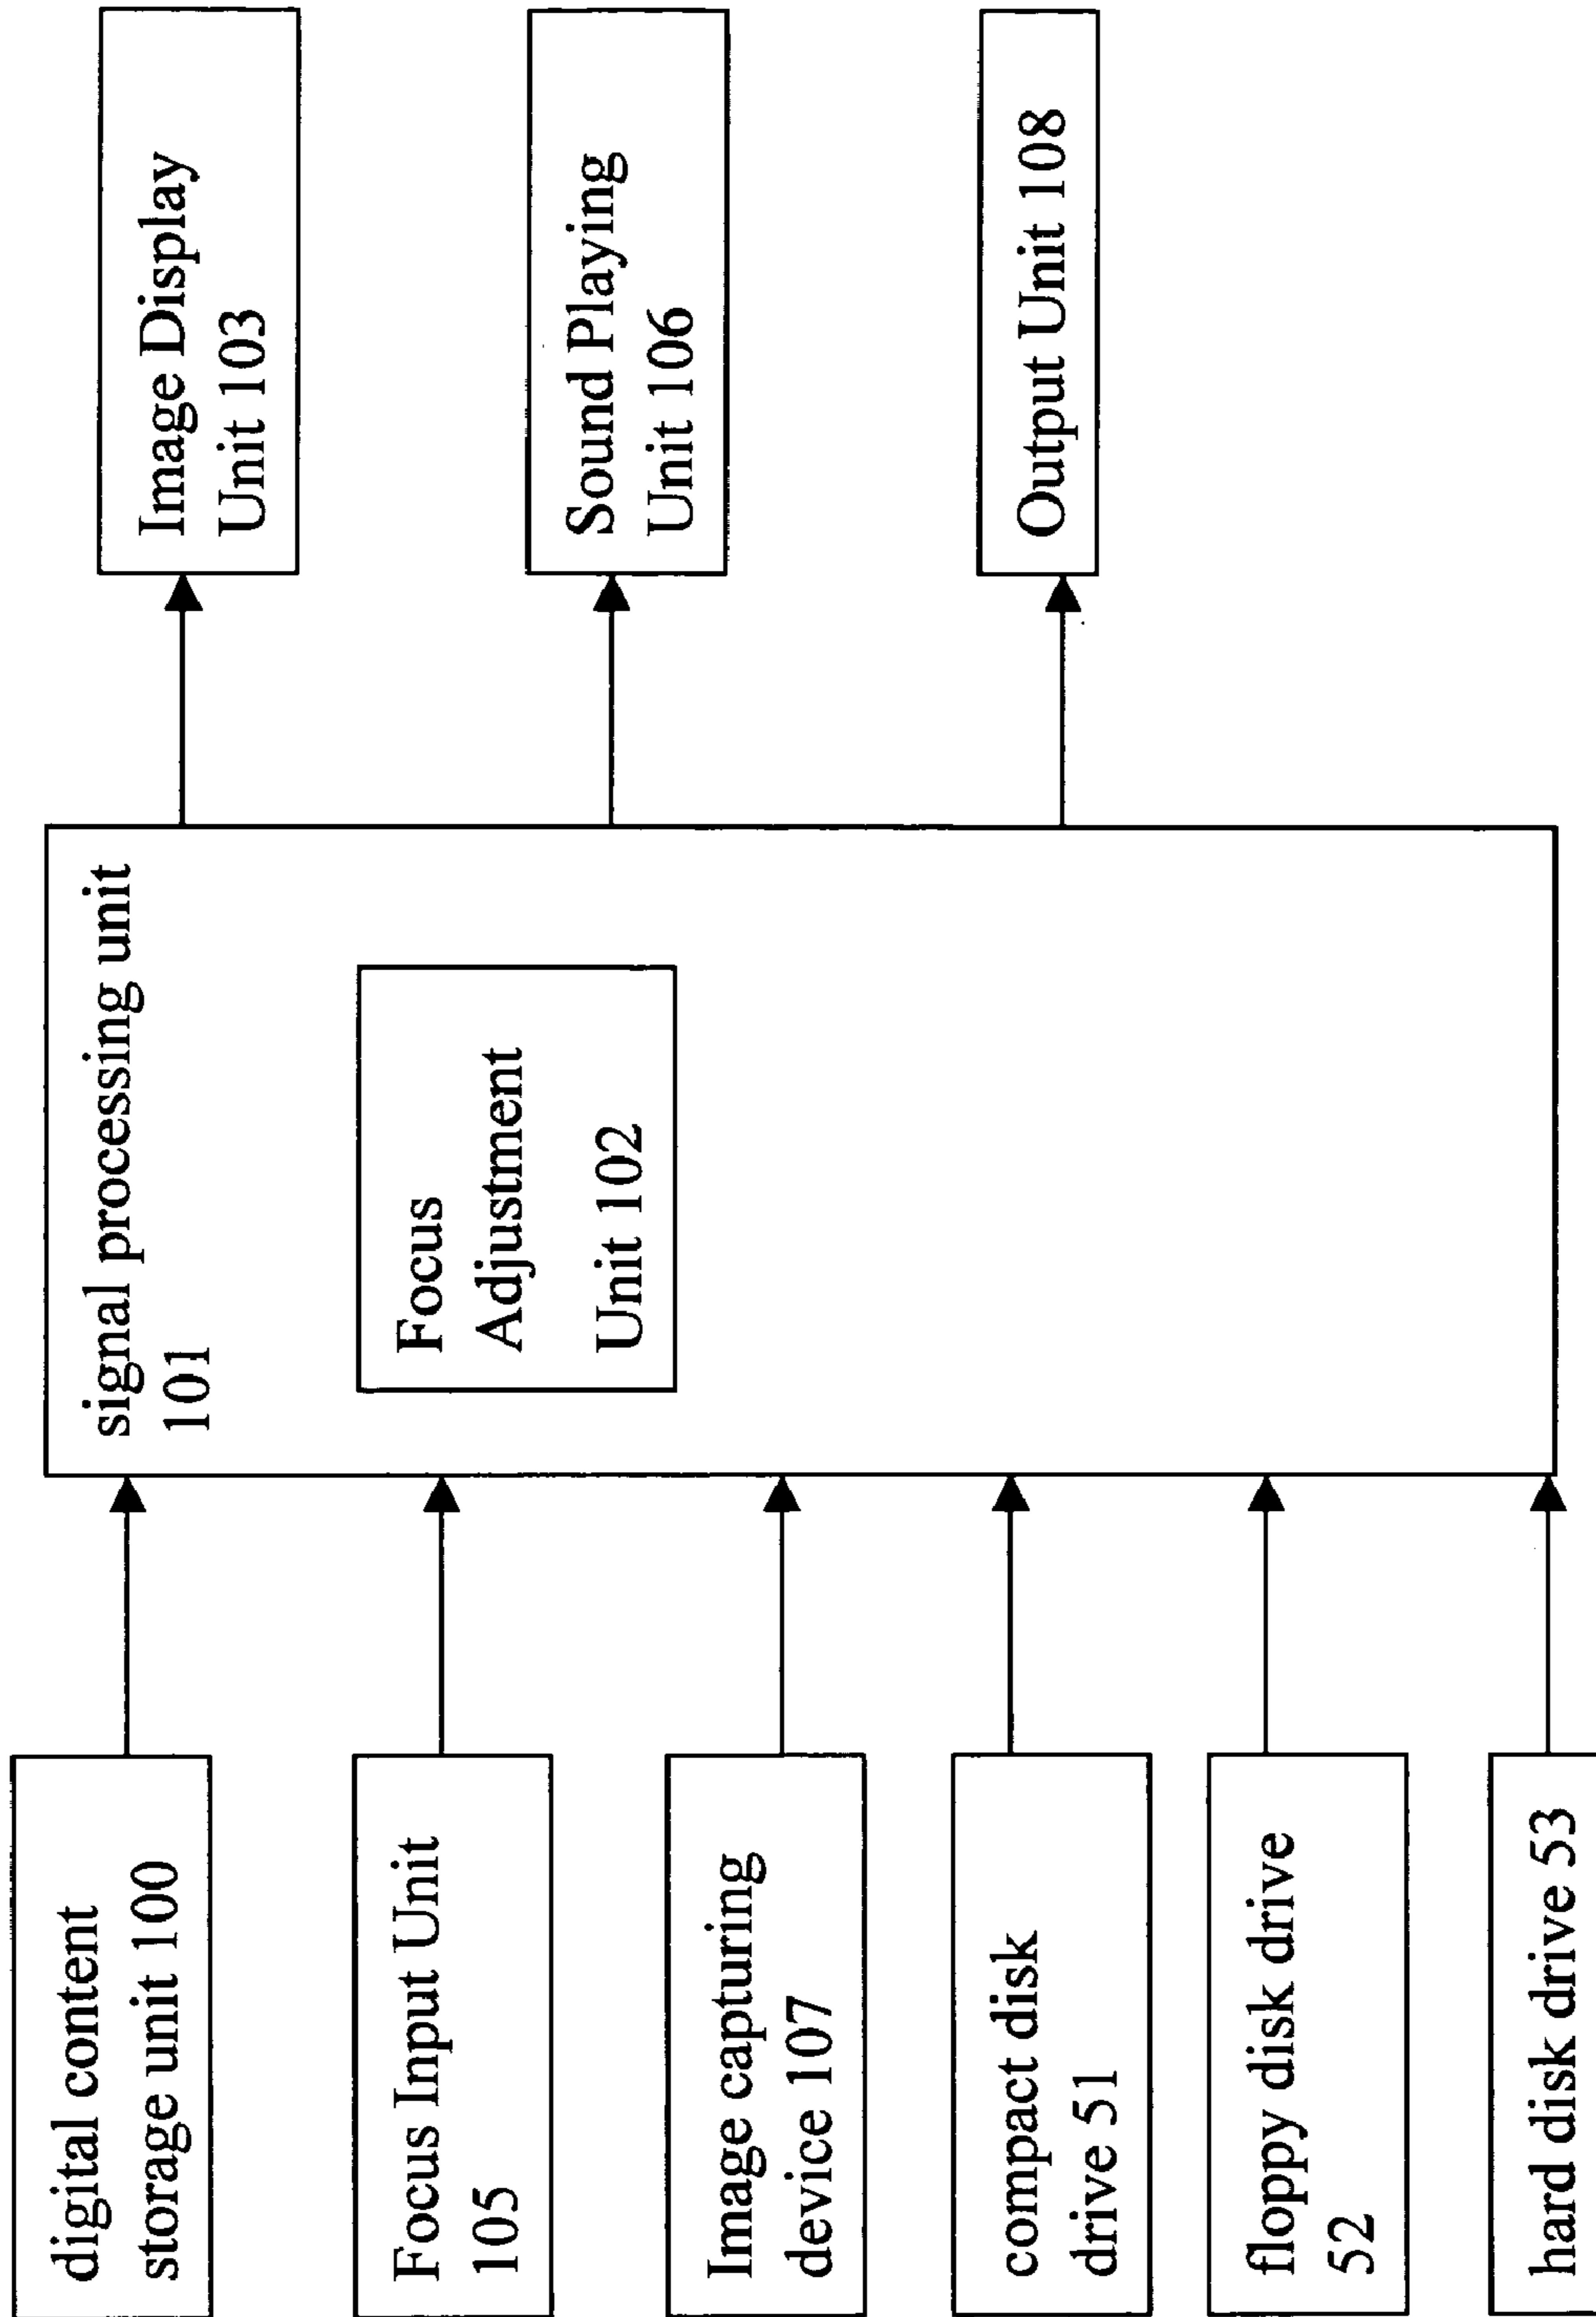 digital content
storage unit 100
Focus Input Unit
105
Image capturing
device 107
compact disk
drive 51
floppy disk drive
52
hard disk drive 53
signal processing unit
101
Focus
Adjustment
Unit 102
Image Display
Unit 103
Sound Playing
Unit 106
Output Unit 108